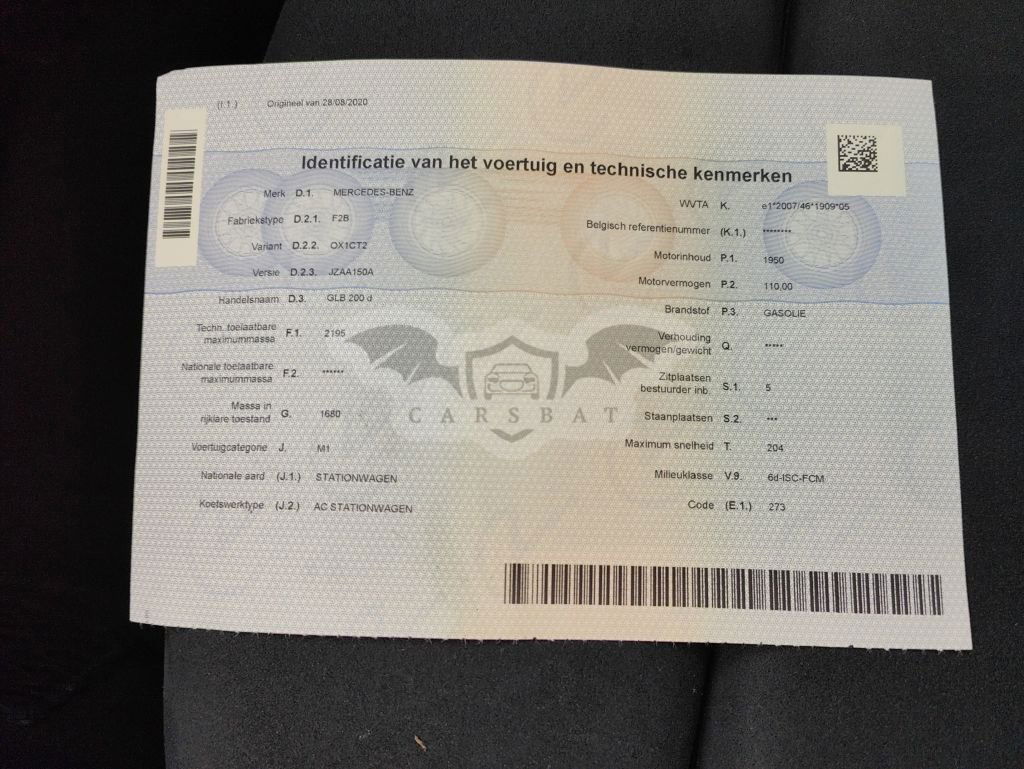 (I.1.) Origineel van 28/08/2020
Identificatie van het voertuig en technische kenmerken
Merk D.1. MERCEDES-BENZ
Fabriekstype D.2.1. F2B
Variant D.2.2. OX1CT2
Versie D.2.3. JZAA150A
Handelsnaam D.3. GLB 200 d
Techn. toelaatbare
maximummassa F.1. 2195
Nationale toelaatbare
maximummassa F.2. ******
Massa in
rijklare toestand G. 1680
Voertuigcategorie J. M1
Nationale aard (J.1.) STATIONWAGEN
Koetswerktype (J.2.) AC STATIONWAGEN
WVTA K. e1*2007/46*1909*05
Belgisch referentienummer (K.1.) ********
Motorinhoud P.1. 1950
Motorvermogen P.2. 110,00
Brandstof P.3. GASOLIE
Verhouding
vermogen/gewicht Q. *****
Zitplaatsen
bestuurder inb. S.1. 5
Staanplaatsen S.2. ***
Maximum snelheid T. 204
Milieuklasse V.9. 6d-ISC-FCM
Code (E.1.) 273
CARSBAT